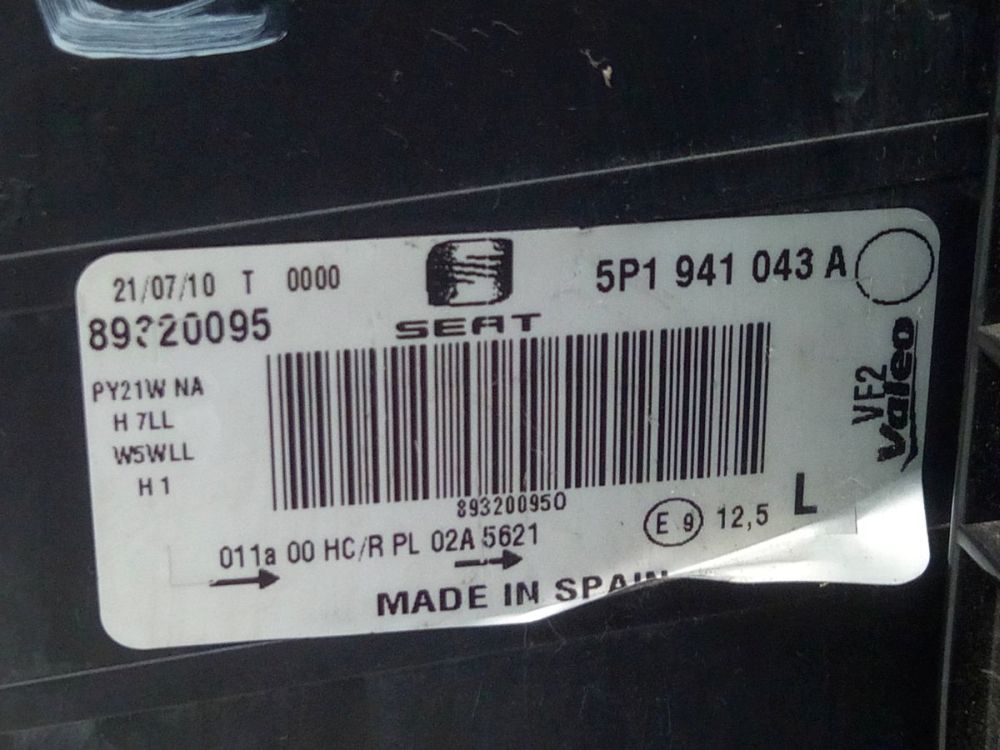 21/07/10 T 0000
SEAT
5P1 941 043 A
89320095
PY21W NA
H 7LL
W5WLL
H 1
VE2
Valeo
893200950
E 9 12,5 L
011a 00 HC/R PL 02A 5621
MADE IN SPAIN